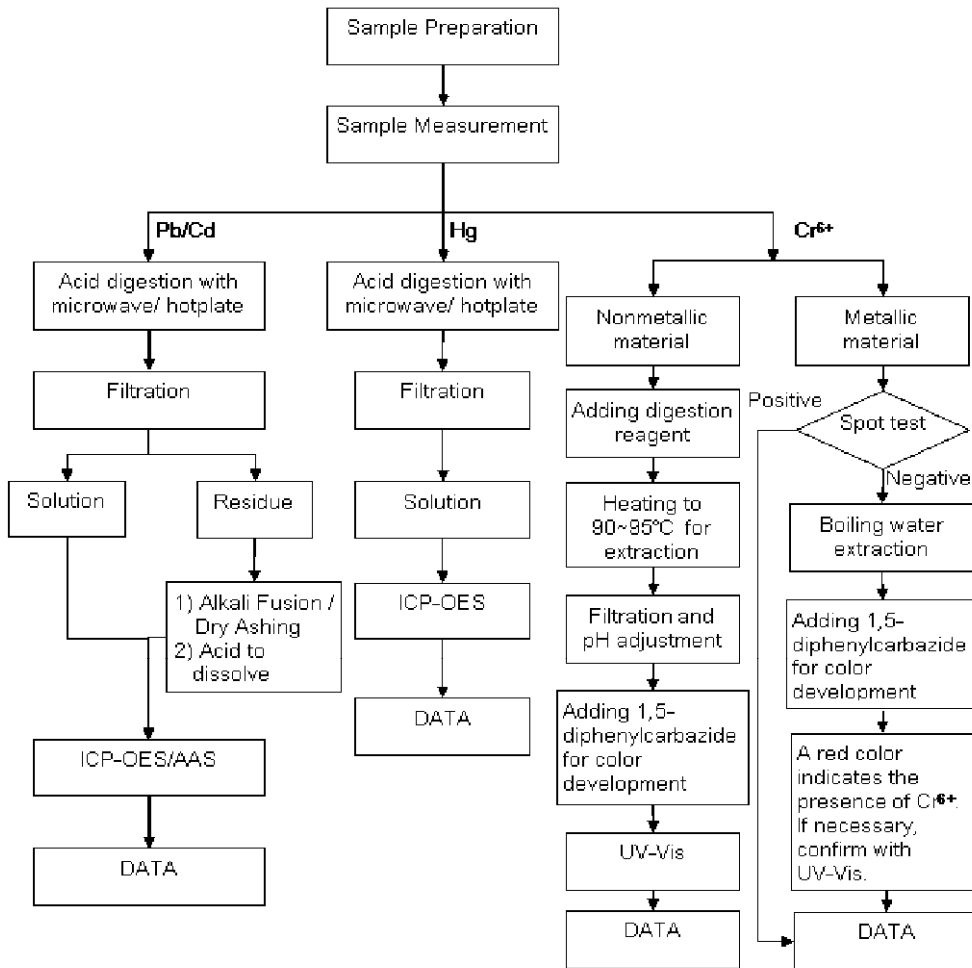 Sample Preparation
Sample Measurement
Pb/Cd
Hg
Cr⁶⁺
Acid digestion with
microwave/ hotplate
Filtration
Solution
Residue
1) Alkali Fusion /
Dry Ashing
2) Acid to
dissolve
ICP-OES/AAS
DATA
Acid digestion with
microwave/ hotplate
Filtration
Solution
ICP-OES
DATA
Nonmetallic
material
Adding digestion
reagent
Heating to
90~95°C for
extraction
Filtration and
pH adjustment
Adding 1,5-
diphenylcarbazide
for color
development
UV-Vis
DATA
Metallic
material
Positive
Spot test
Negative
Boiling water
extraction
Adding 1,5-
diphenylcarbazide
for color
development
A red color
indicates the
presence of Cr⁶⁺.
If necessary,
confirm with
UV-Vis.
DATA